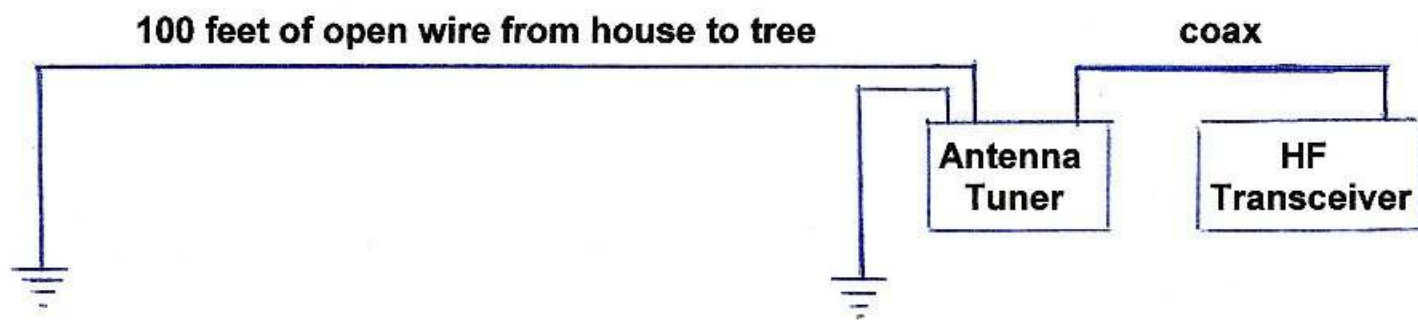 100 feet of open wire from house to tree
coax
Antenna
Tuner
HF
Transceiver